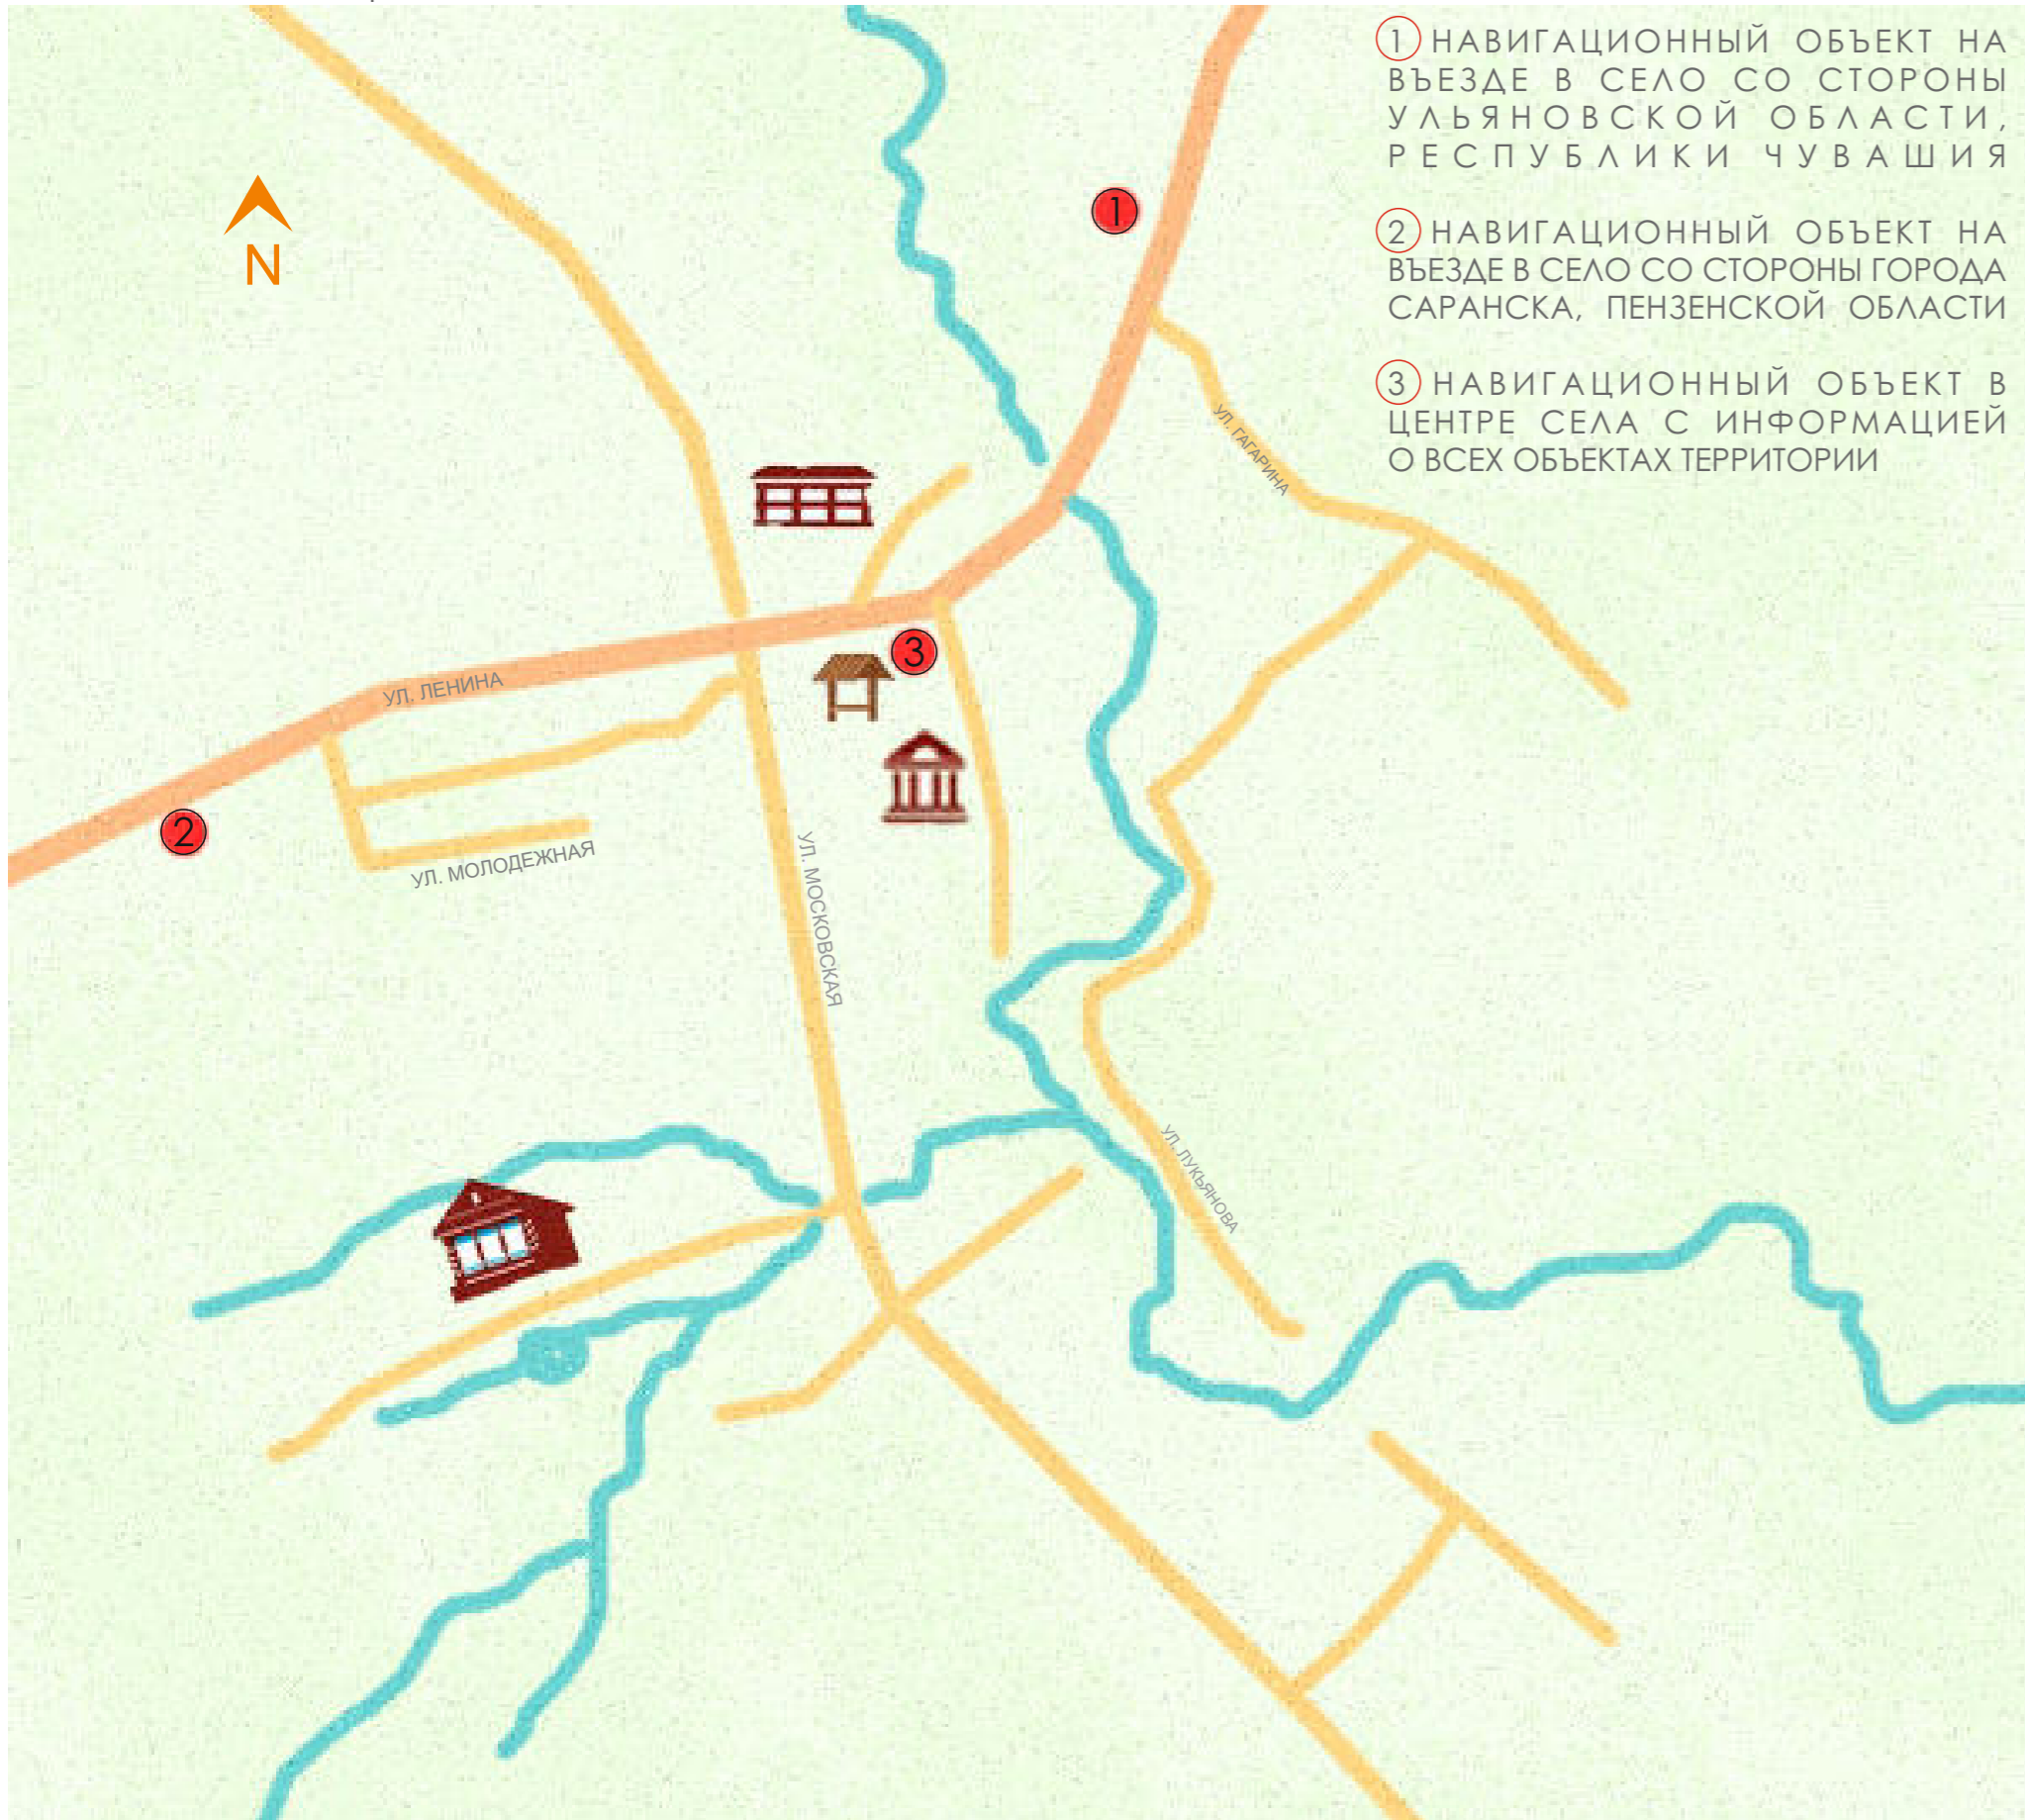 ① НАВИГАЦИОННЫЙ ОБЪЕКТ НА
ВЪЕЗДЕ В СЕЛО СО СТОРОНЫ
УЛЬЯНОВСКОЙ ОБЛАСТИ,
РЕСПУБЛИКИ ЧУВАШИЯ
② НАВИГАЦИОННЫЙ ОБЪЕКТ НА
ВЪЕЗДЕ В СЕЛО СО СТОРОНЫ ГОРОДА
САРАНСКА, ПЕНЗЕНСКОЙ ОБЛАСТИ
③ НАВИГАЦИОННЫЙ ОБЪЕКТ В
ЦЕНТРЕ СЕЛА С ИНФОРМАЦИЕЙ
О ВСЕХ ОБЪЕКТАХ ТЕРРИТОРИИ
N
1
УЛ. ГАГАРИНА
3
УЛ. ЛЕНИНА
2
УЛ. МОЛОДЕЖНАЯ
УЛ. МОСКОВСКАЯ
УЛ. ЛУКЬЯНОВА